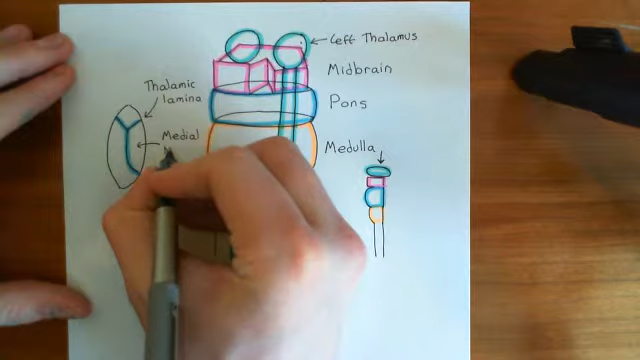 Left Thalamus
Midbrain
Thalamic
lamina
Pons
Medial
Medulla